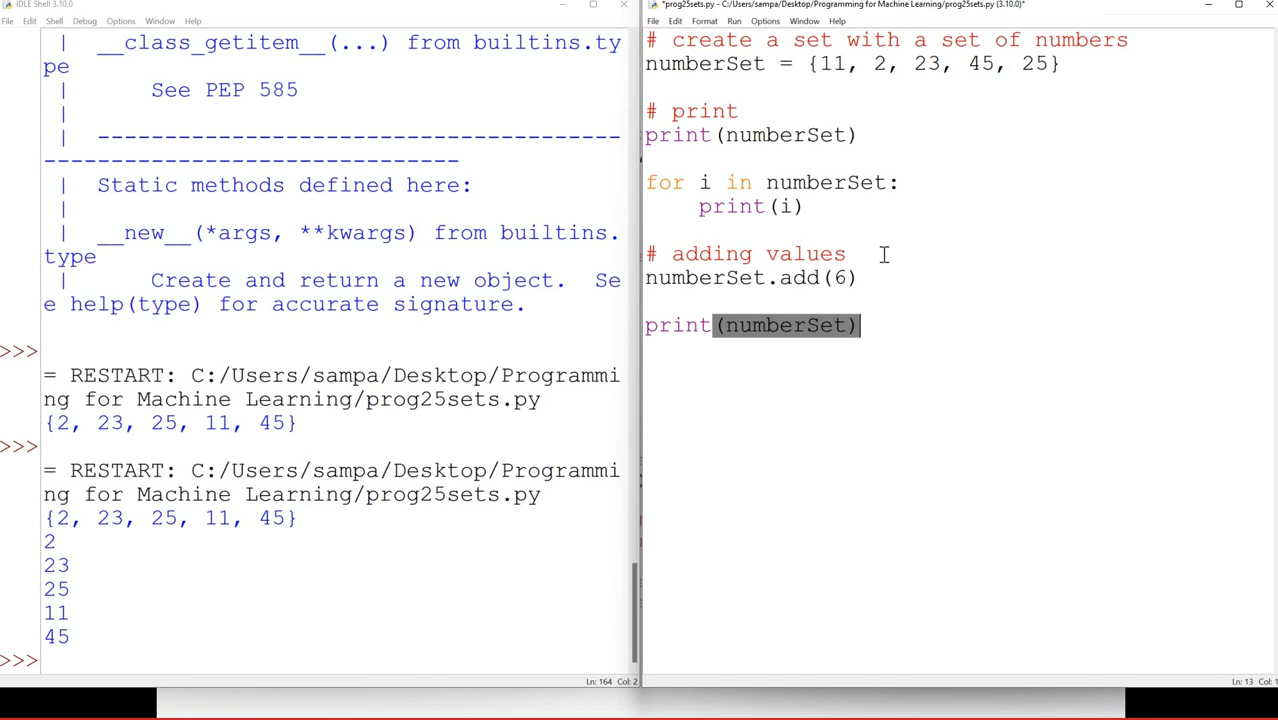 IDLE Shell 3.10.0
File Edit Shell Debug Options Window Help
 |  __class_getitem__(...) from builtins.ty
pe
 |      See PEP 585
 |
 |  ---------------------------------------
-------------------------------
 |  Static methods defined here:
 |
 |  __new__(*args, **kwargs) from builtins.
type
 |      Create and return a new object.  Se
e help(type) for accurate signature.
>>>
= RESTART: C:/Users/sampa/Desktop/Programmi
ng for Machine Learning/prog25sets.py
{2, 23, 25, 11, 45}
>>>
= RESTART: C:/Users/sampa/Desktop/Programmi
ng for Machine Learning/prog25sets.py
{2, 23, 25, 11, 45}
2
23
25
11
45
>>>
Ln: 164 Col: 2
*prog25sets.py - C:/Users/sampa/Desktop/Programming for Machine Learning/prog25sets.py (3.10.0)*
File Edit Format Run Options Window Help
# create a set with a set of numbers
numberSet = {11, 2, 23, 45, 25}
# print
print(numberSet)
for i in numberSet:
    print(i)
# adding values
numberSet.add(6)
print(numberSet)
Ln: 13 Col: 1